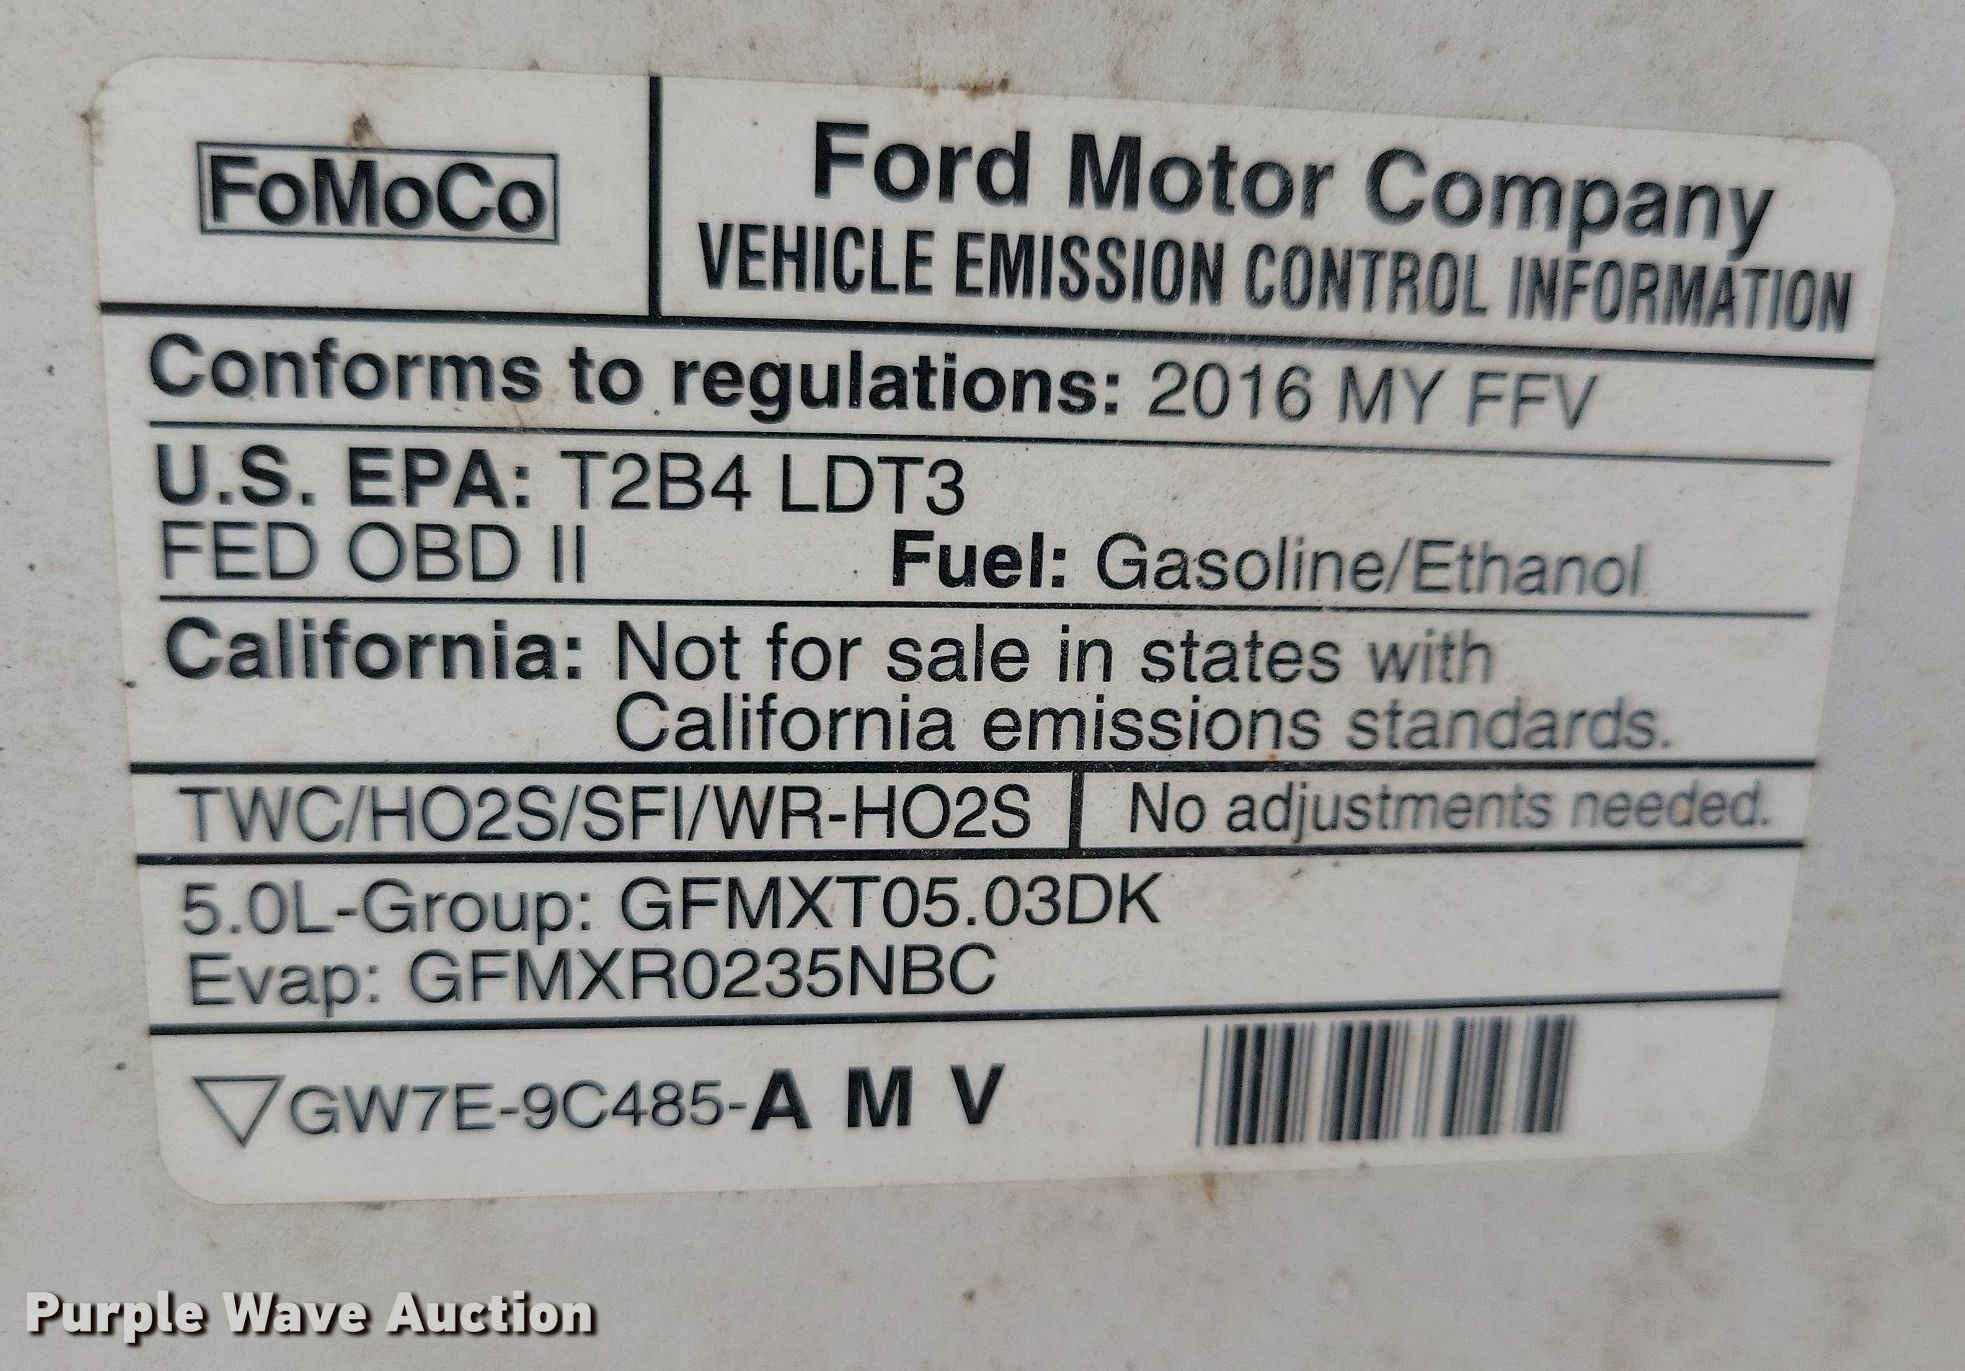 FoMoCo
Ford Motor Company
VEHICLE EMISSION CONTROL INFORMATION
Conforms to regulations: 2016 MY FFV
U.S. EPA: T2B4 LDT3
FED OBD II Fuel: Gasoline/Ethanol
California: Not for sale in states with
California emissions standards.
TWC/HO2S/SFI/WR-HO2S No adjustments needed.
5.0L-Group: GFMXT05.03DK
Evap: GFMXR0235NBC
GW7E-9C485-A M V
Purple Wave Auction